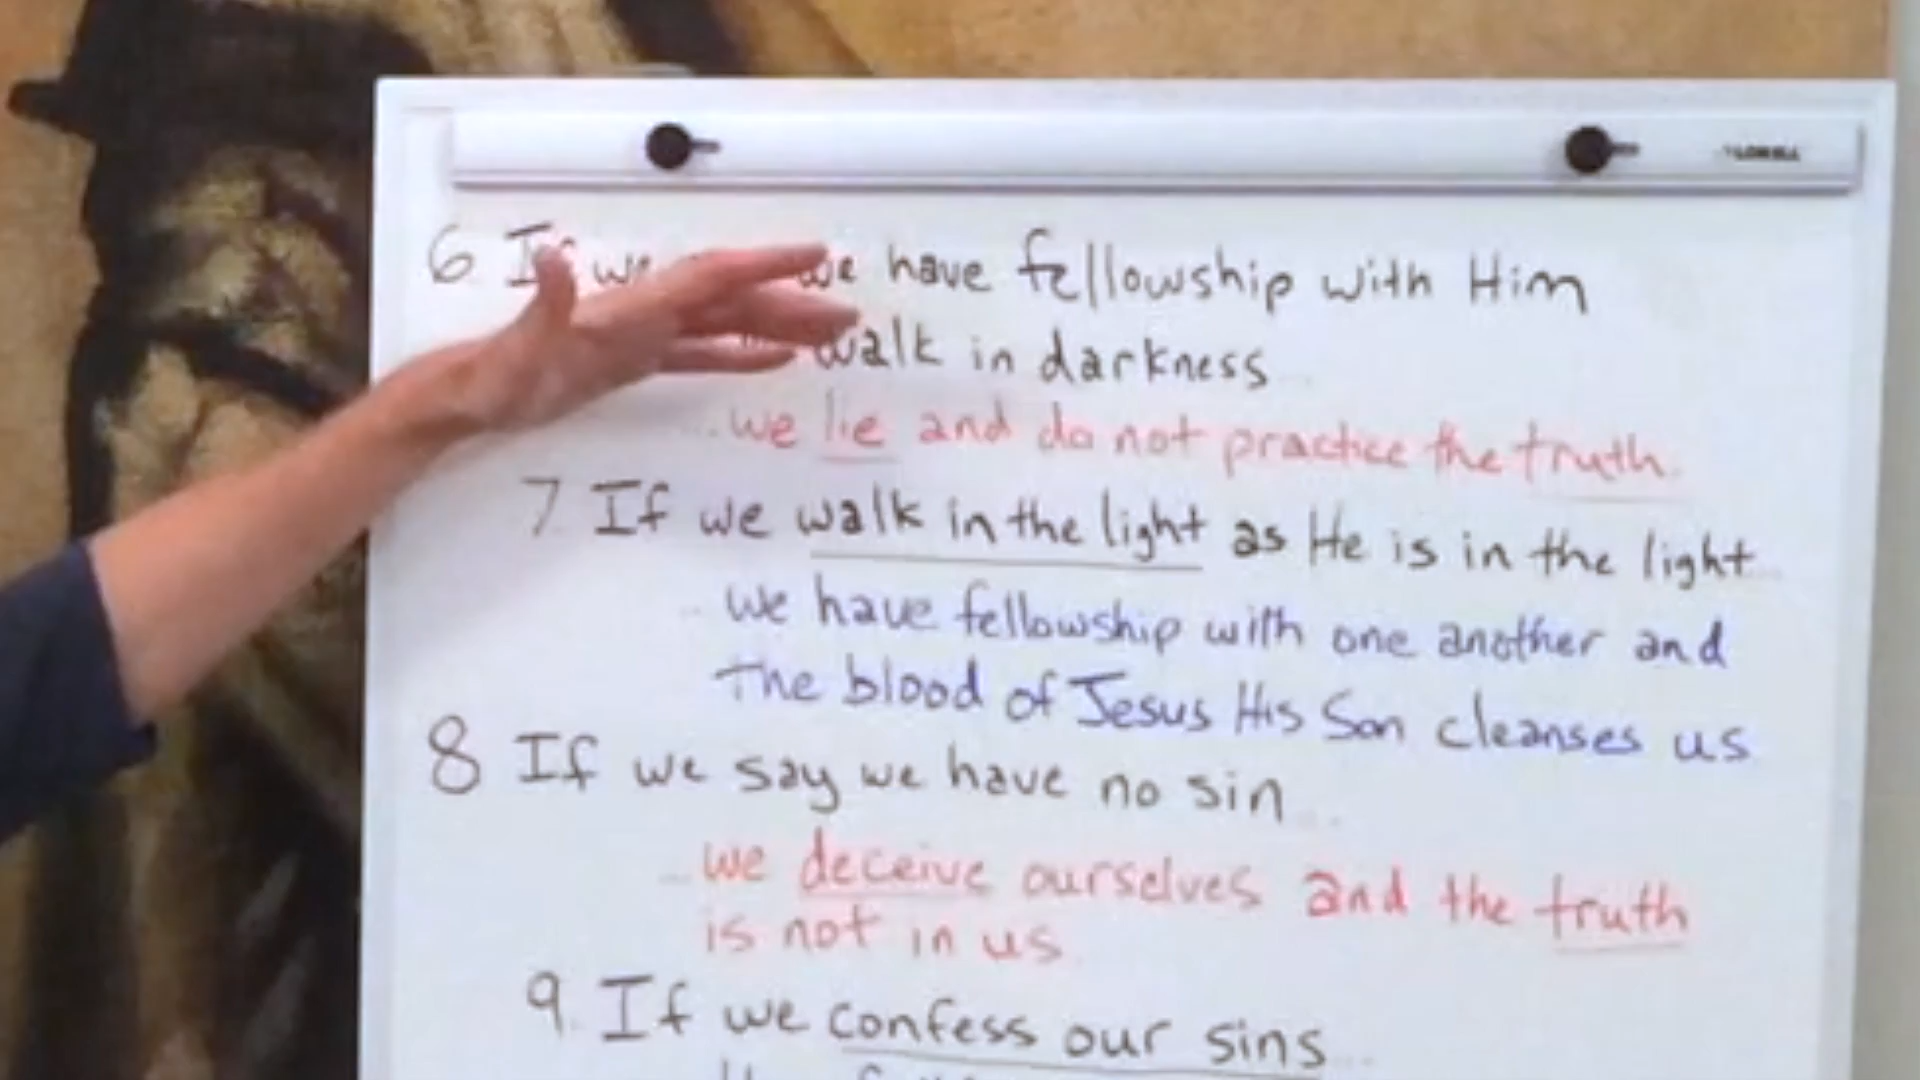 6 If we we have fellowship with Him
walk in darkness
...we lie and do not practice the truth.
7. If we walk in the light as He is in the light...
...we have fellowship with one another and
The blood of Jesus His Son cleanses us
8 If we say we have no sin...
...we deceive ourselves and the truth
is not in us
9. If we confess our sins...